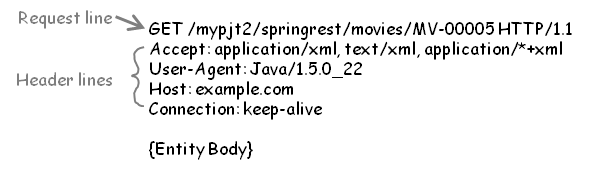 Request line
GET /mypjt2/springrest/movies/MV-00005 HTTP/1.1
Accept: application/xml, text/xml, application/*+xml
User-Agent: Java/1.5.0_22
Header lines
Host: example.com
Connection: keep-alive
{Entity Body}